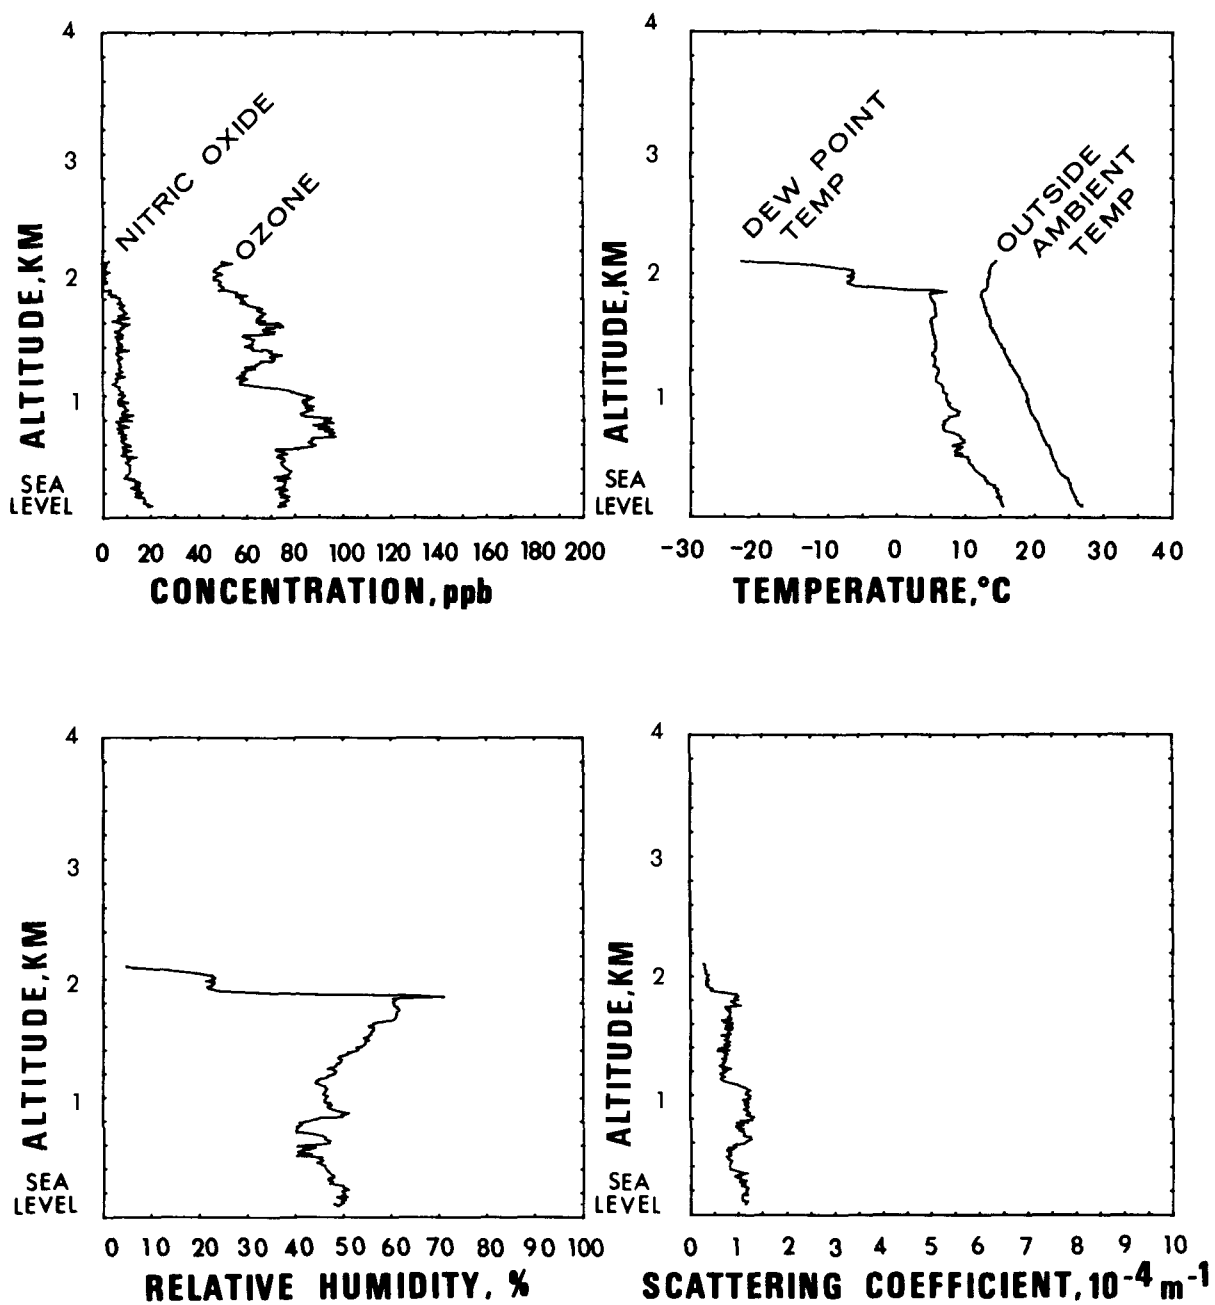 4
3
2
1
SEA
LEVEL
ALTITUDE, KM
NITRIC OXIDE
OZONE
0 20 40 60 80 100 120 140 160 180 200
CONCENTRATION, ppb
4
3
2
1
SEA
LEVEL
ALTITUDE, KM
DEW POINT
TEMP
OUTSIDE
AMBIENT
TEMP
-30 -20 -10 0 10 20 30 40
TEMPERATURE, °C
4
3
2
1
SEA
LEVEL
ALTITUDE, KM
0 10 20 30 40 50 60 70 80 90 100
RELATIVE HUMIDITY, %
4
3
2
1
SEA
LEVEL
ALTITUDE, KM
0 1 2 3 4 5 6 7 8 9 10
SCATTERING COEFFICIENT, 10⁻⁴ m⁻¹